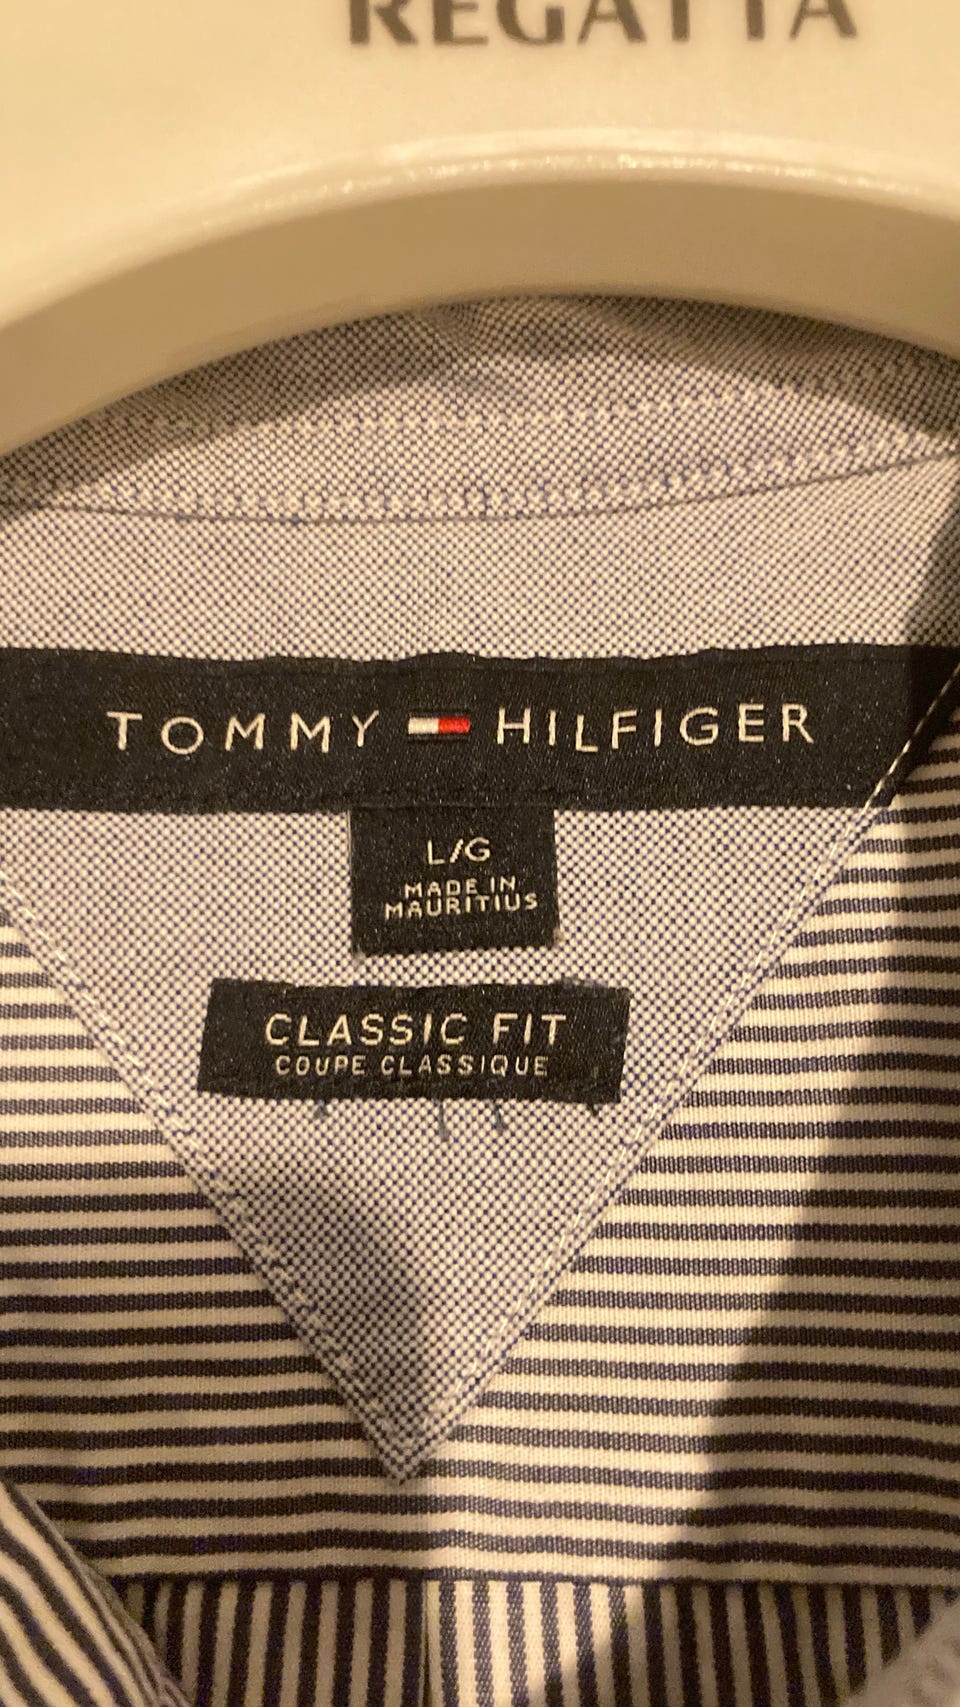 REGATTA
TOMMY HILFIGER
L/G
MADE IN
MAURITIUS
CLASSIC FIT
COUPE CLASSIQUE